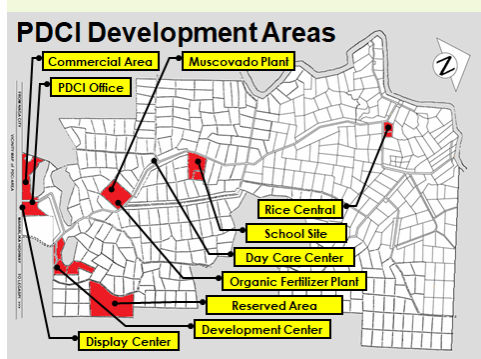 PDCI Development Areas
Commercial Area
Muscovado Plant
PDCI Office
N
Rice Central
School Site
Day Care Center
Organic Fertilizer Plant
Reserved Area
Development Center
Display Center